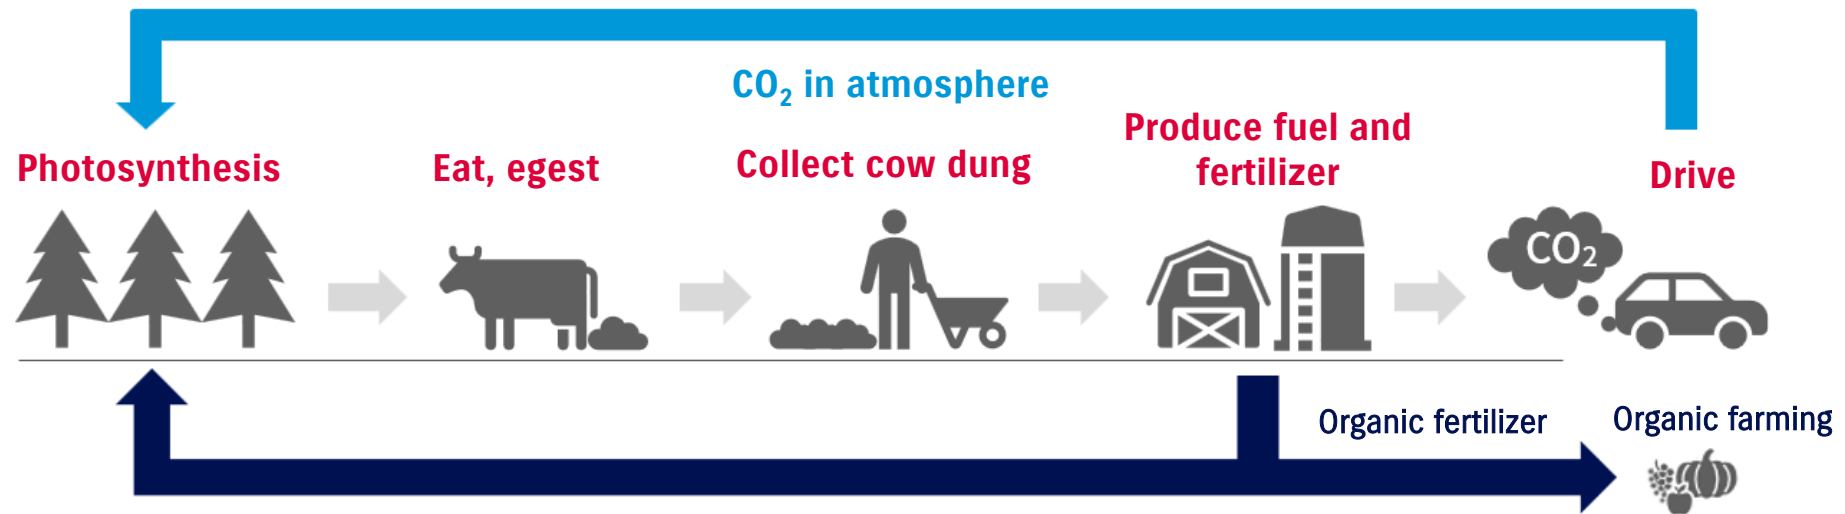 CO₂ in atmosphere
Photosynthesis
Eat, egest
Collect cow dung
Produce fuel and
fertilizer
Drive
CO₂
Organic fertilizer
Organic farming